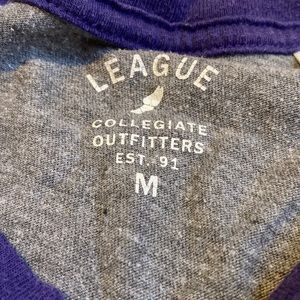 LEAGUE
COLLEGIATE
OUTFITTERS
EST. 91
M